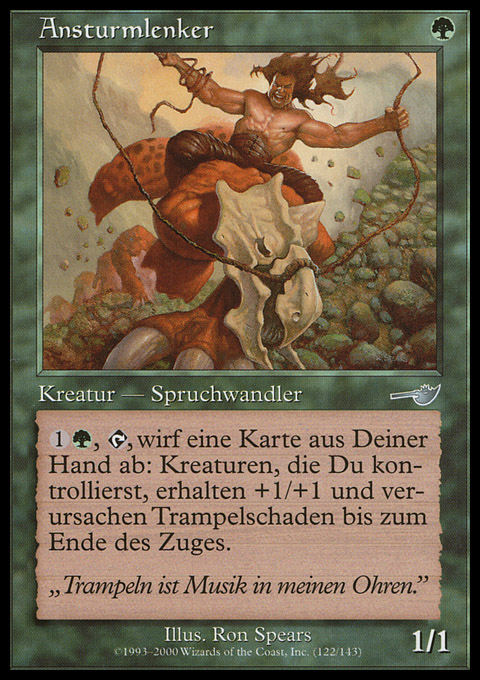 Ansturmlenker
Kreatur — Spruchwandler
1, , wirf eine Karte aus Deiner
Hand ab: Kreaturen, die Du kon-
trollierst, erhalten +1/+1 und ver-
ursachen Trampelschaden bis zum
Ende des Zuges.
„Trampeln ist Musik in meinen Ohren.”
Illus. Ron Spears
©1993–2000 Wizards of the Coast, Inc. (122/143)
1/1